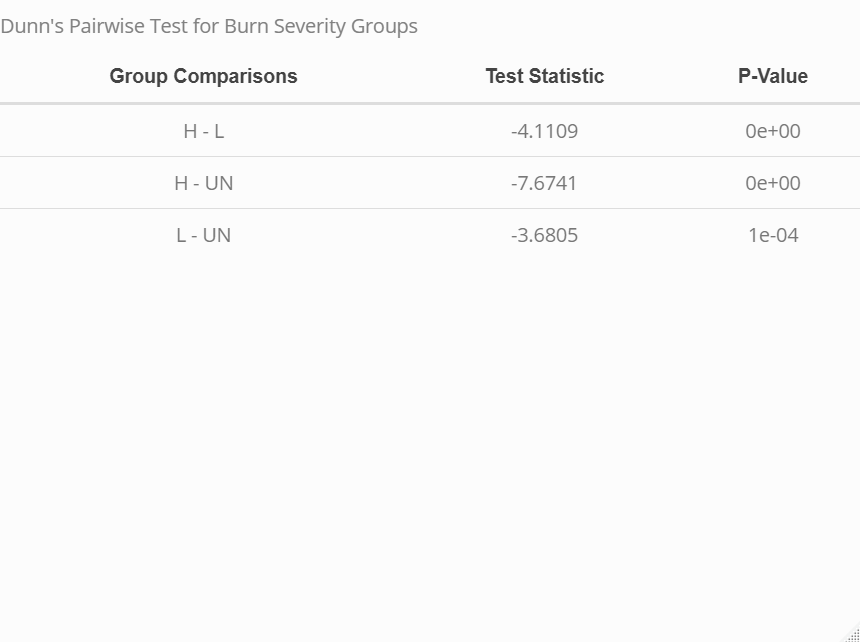 Dunn's Pairwise Test for Burn Severity Groups
Group Comparisons Test Statistic P-Value
H - L -4.1109 0e+00
H - UN -7.6741 0e+00
L - UN -3.6805 1e-04